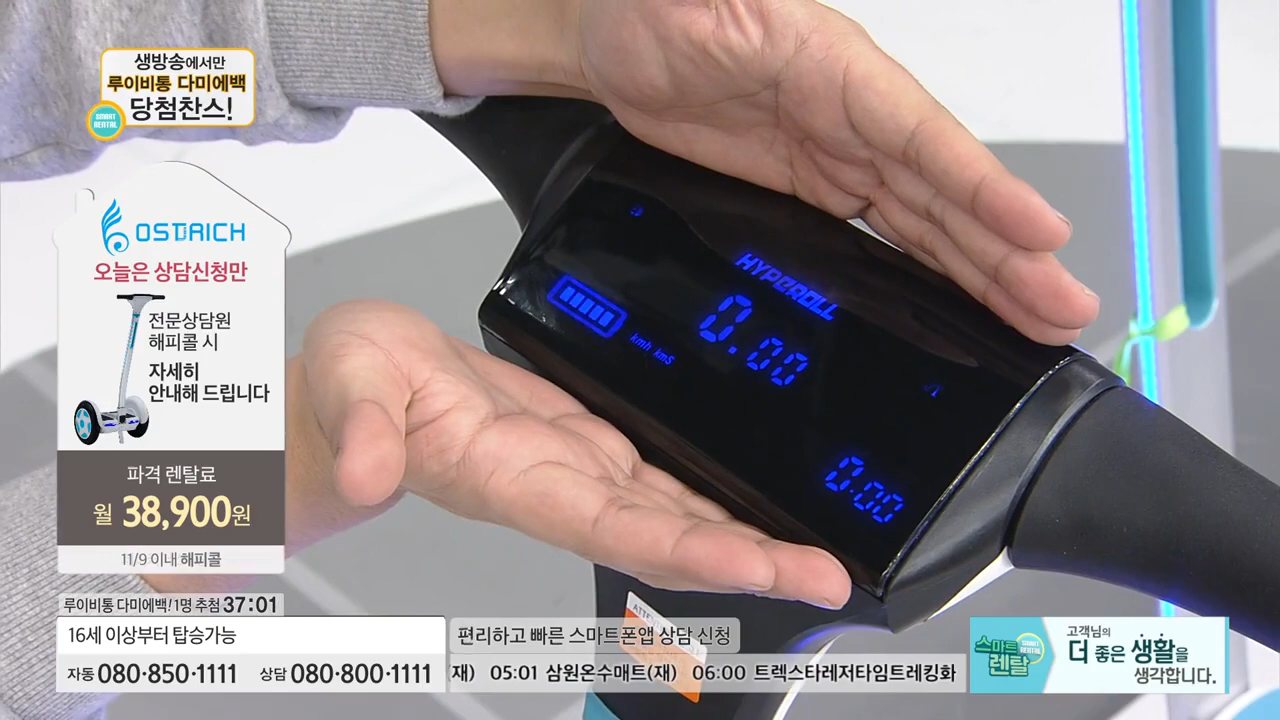 생방송에서만
루이비통 다미에백
당첨찬스!
SMART
RENTAL
OSTRICH
오늘은 상담신청만
전문상담원
해피콜 시
자세히
안내해 드립니다
파격 렌탈료
월 38,900원
11/9 이내 해피콜
HYPEROLL
0.00
kmh kmS
0:00
루이비통 다미에백! 1명 추첨 37:01
16세 이상부터 탑승가능
편리하고 빠른 스마트폰앱 상담 신청
자동 080·850·1111 상담 080·800·1111
(재) 05:01 삼원온수매트(재) 06:00 트렉스타레저타임트레킹화
스마트
렌탈
SMART
RENTAL
고객님의
더 좋은 생활을
생각합니다.